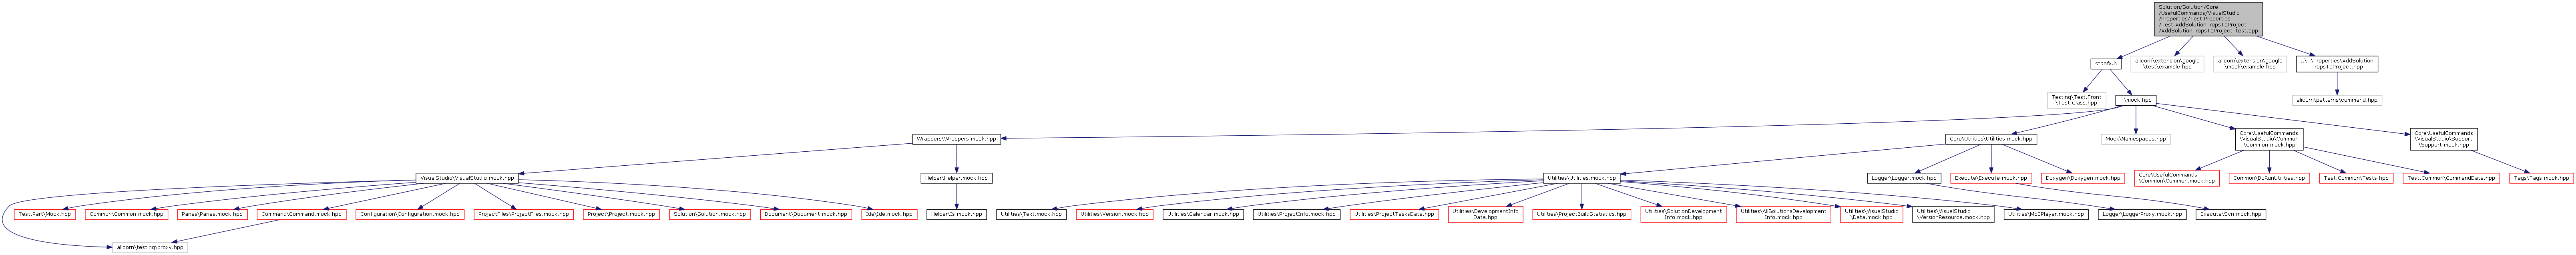 Solution/Solution/Core
/UsefulCommands/VisualStudio
/Properties/Test.Properties
/Test.AddSolutionPropsToProject
/AddSolutionPropsToProject_test.cpp
stdafx.h
alicorn\extension\google
\test\example.hpp
alicorn\extension\google
\mock\example.hpp
..\..\Properties\AddSolution
PropsToProject.hpp
Testing\Test.Front
\Test.Class.hpp
..\mock.hpp
alicorn\patterns\command.hpp
Wrappers\Wrappers.mock.hpp
Core\Utilities\Utilities.mock.hpp
Mock\Namespaces.hpp
Core\UsefulCommands
\VisualStudio\Common
\Common.mock.hpp
Core\UsefulCommands
\VisualStudio\Support
\Support.mock.hpp
VisualStudio\VisualStudio.mock.hpp
Helper\Helper.mock.hpp
Utilities\Utilities.mock.hpp
Logger\Logger.mock.hpp
Execute\Execute.mock.hpp
Doxygen\Doxygen.mock.hpp
Core\UsefulCommands
\Common\Common.mock.hpp
Common\DoRunUtilities.hpp
Test.Common\Tests.hpp
Test.Common\CommandData.hpp
Tags\Tags.mock.hpp
Test.Part\Mock.hpp
Common\Common.mock.hpp
Panes\Panes.mock.hpp
Command\Command.mock.hpp
Configuration\Configuration.mock.hpp
ProjectFiles\ProjectFiles.mock.hpp
Project\Project.mock.hpp
Solution\Solution.mock.hpp
Document\Document.mock.hpp
Ide\Ide.mock.hpp
Helper\Is.mock.hpp
Utilities\Text.mock.hpp
Utilities\Version.mock.hpp
Utilities\Calendar.mock.hpp
Utilities\ProjectInfo.mock.hpp
Utilities\ProjectTasksData.hpp
Utilities\DevelopmentInfo
Data.hpp
Utilities\ProjectBuildStatistics.hpp
Utilities\SolutionDevelopment
Info.mock.hpp
Utilities\AllSolutionsDevelopment
Info.mock.hpp
Utilities\VisualStudio
\Data.mock.hpp
Utilities\VisualStudio
\VersionResource.mock.hpp
Utilities\Mp3Player.mock.hpp
Logger\LoggerProxy.mock.hpp
Execute\Svn.mock.hpp
alicorn\testing\proxy.hpp